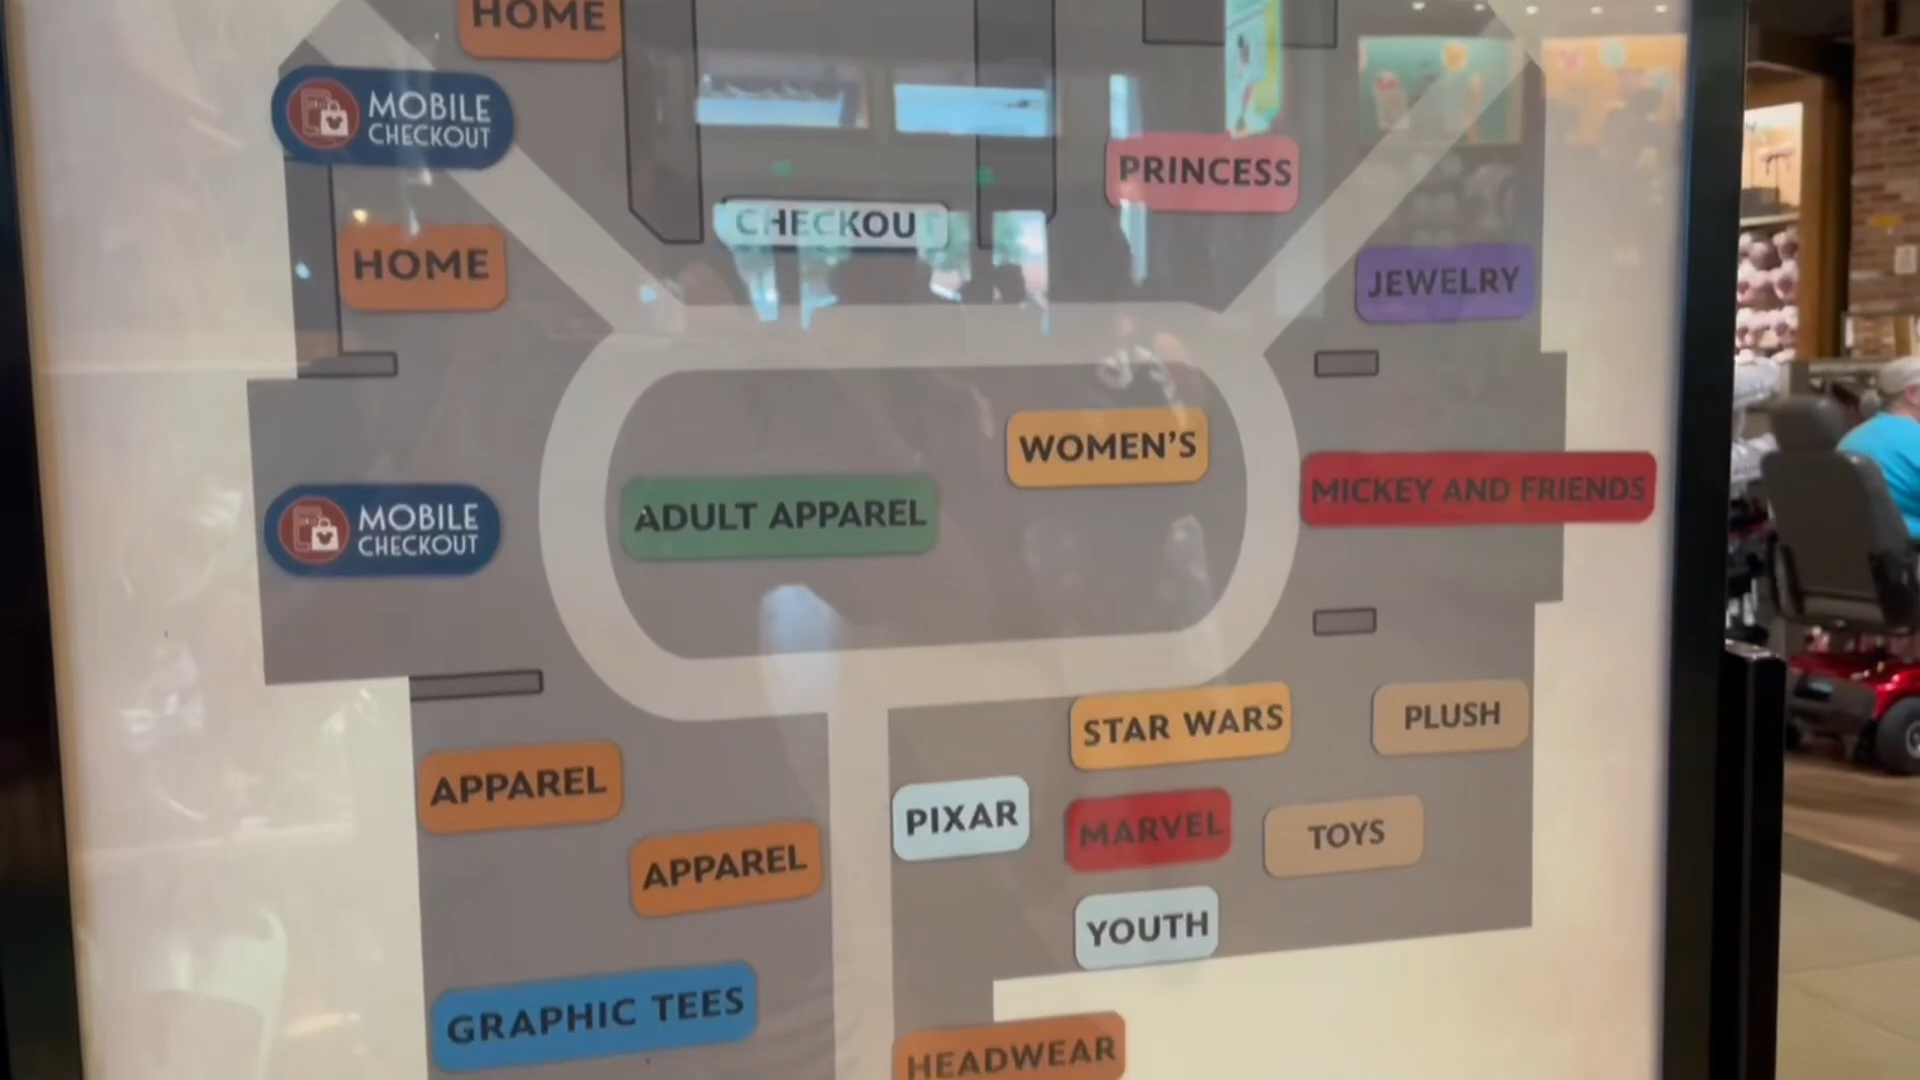 HOME
MOBILE
CHECKOUT
PRINCESS
CHECKOUT
HOME
JEWELRY
WOMEN'S
MICKEY AND FRIENDS
ADULT APPAREL
MOBILE
CHECKOUT
STAR WARS
PLUSH
APPAREL
PIXAR
MARVEL
TOYS
APPAREL
YOUTH
GRAPHIC TEES
HEADWEAR